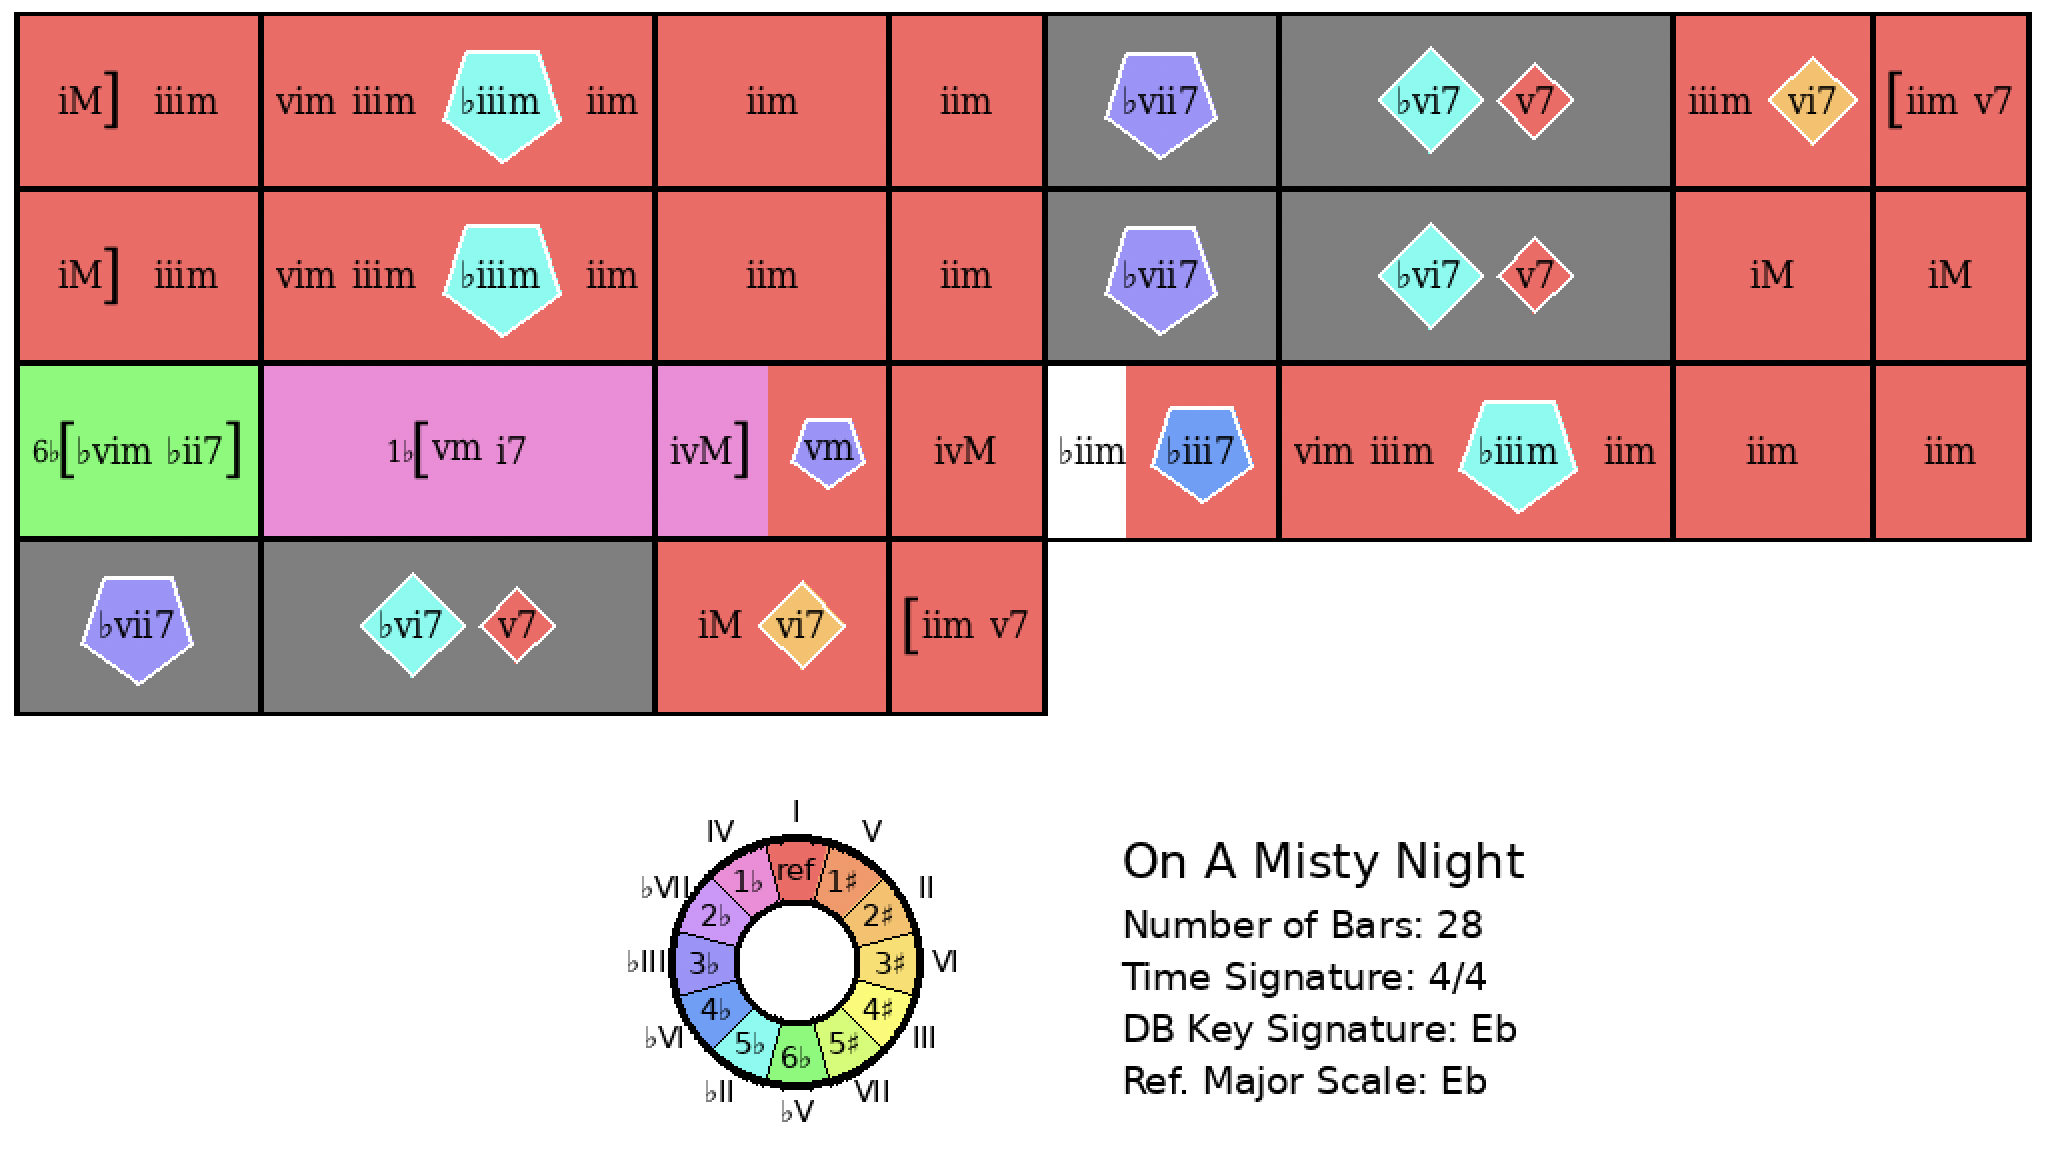 iM] iiim vim iiim ♭iiim iim iim iim ♭vii7 ♭vi7 v7 iiim vi7 [iim v7
iM] iiim vim iiim ♭iiim iim iim iim ♭vii7 ♭vi7 v7 iM iM
6♭[♭vim ♭ii7] 1♭[vm i7 ivM] vm ivM ♭iim ♭iii7 vim iiim ♭iiim iim iim iim
♭vii7 ♭vi7 v7 iM vi7 [iim v7
I
IV V
ref
1♭ 1♯
♭VII II
2♭ 2♯
♭III 3♭ 3♯ VI
4♭ 4♯
♭VI III
5♭ 5♯
6♭
♭II VII
♭V
On A Misty Night
Number of Bars: 28
Time Signature: 4/4
DB Key Signature: Eb
Ref. Major Scale: Eb